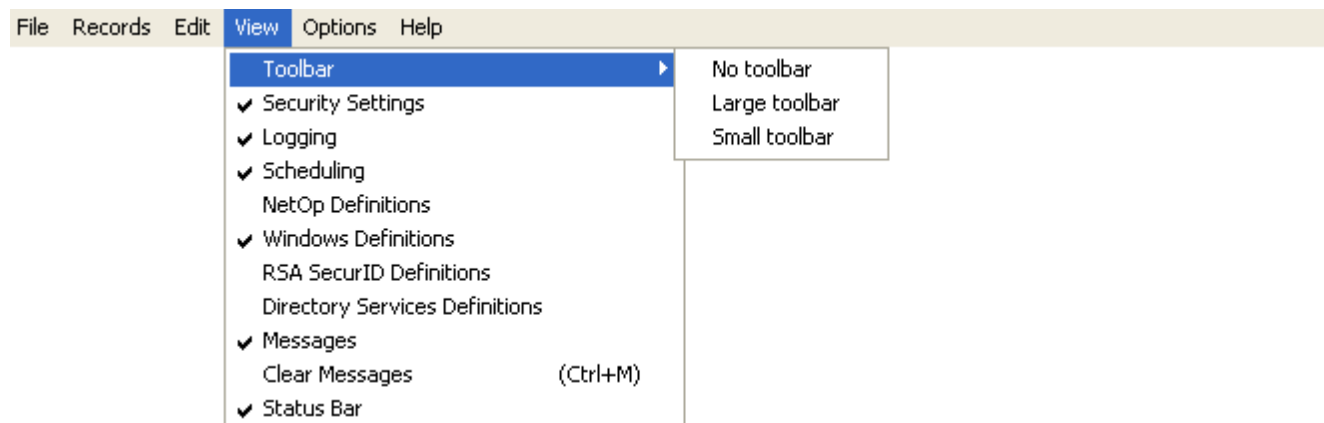 File Records Edit View Options Help
Toolbar No toolbar
Security Settings Large toolbar
Logging Small toolbar
Scheduling
NetOp Definitions
Windows Definitions
RSA SecurID Definitions
Directory Services Definitions
Messages
Clear Messages (Ctrl+M)
Status Bar